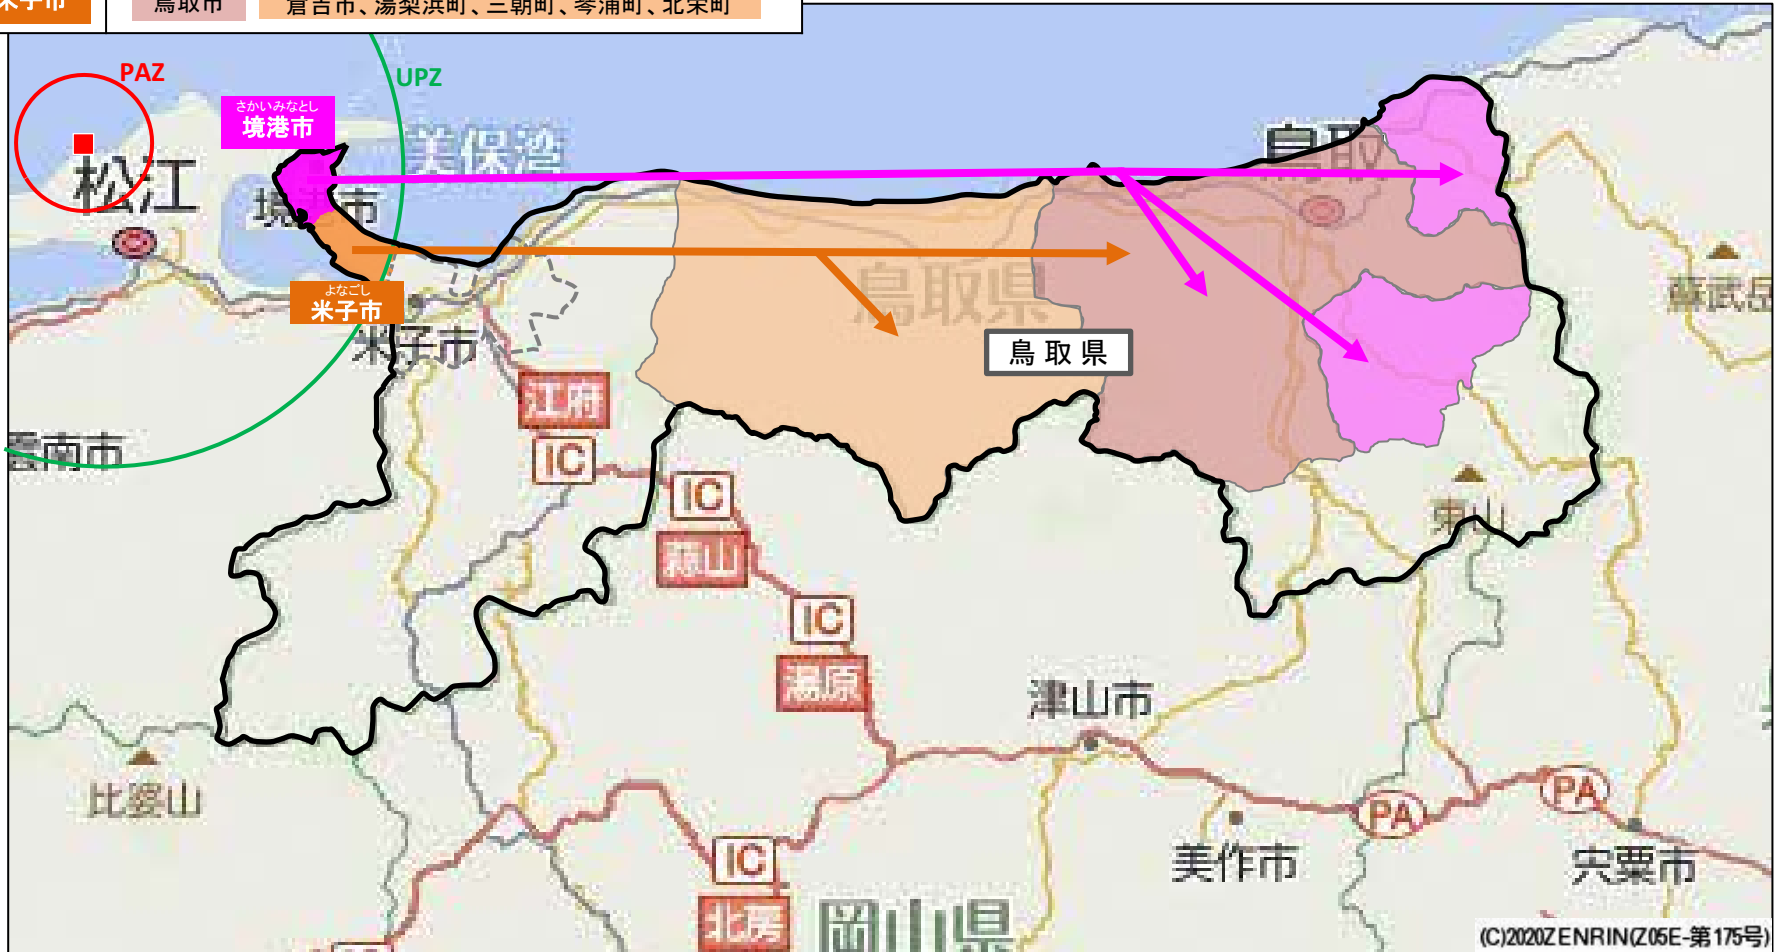 米子市
鳥取市
倉吉市、湯梨浜町、三朝町、琴浦町、北栄町
PAZ
UPZ
さかいみなとし
境港市
美保湾
鳥取
松江
境港市
鳥取県
よなごし
米子市
米子市
鳥取県
江府
IC
雲南市
IC
蒜山
東山
IC
湯原
津山市
比婆山
PA
PA
美作市
宍粟市
IC
北房
岡山県
(C)2020ZENRIN(Z05E-第175号)